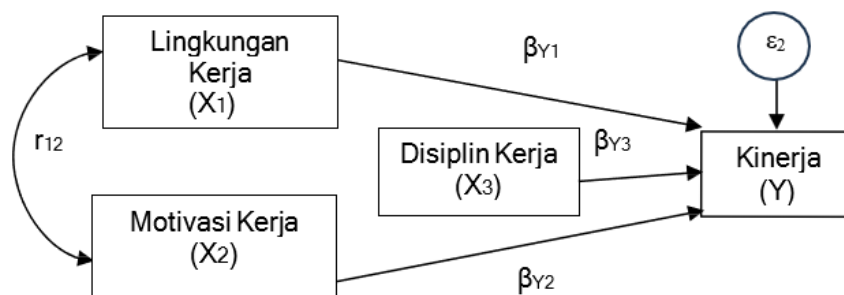 Lingkungan
Kerja
(X1)
βY1
ε2
r12
Disiplin Kerja
(X3)
βY3
Kinerja
(Y)
Motivasi Kerja
(X2)
βY2